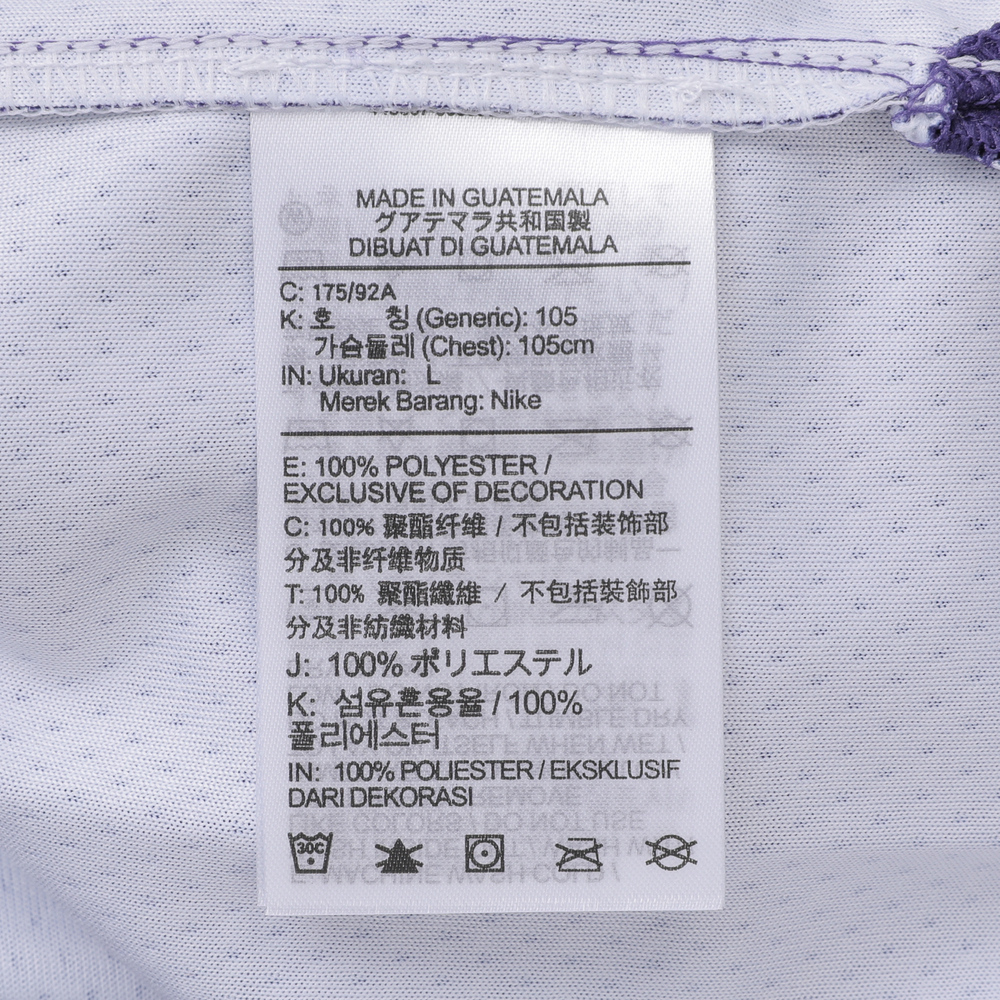 MADE IN GUATEMALA
グアテマラ共和国製
DIBUAT DI GUATEMALA
C: 175/92A
K: 호 칭 (Generic): 105
가슴둘레 (Chest): 105cm
IN: Ukuran: L
Merek Barang: Nike
E: 100% POLYESTER /
EXCLUSIVE OF DECORATION
C: 100% 聚酯纤维 / 不包括装饰部
分及非纤维物质
T: 100% 聚酯纖維 / 不包括裝飾部
分及非紡織材料
J: 100% ポリエステル
K: 섬유혼용율 / 100%
폴리에스터
IN: 100% POLIESTER / EKSKLUSIF
DARI DEKORASI
30C